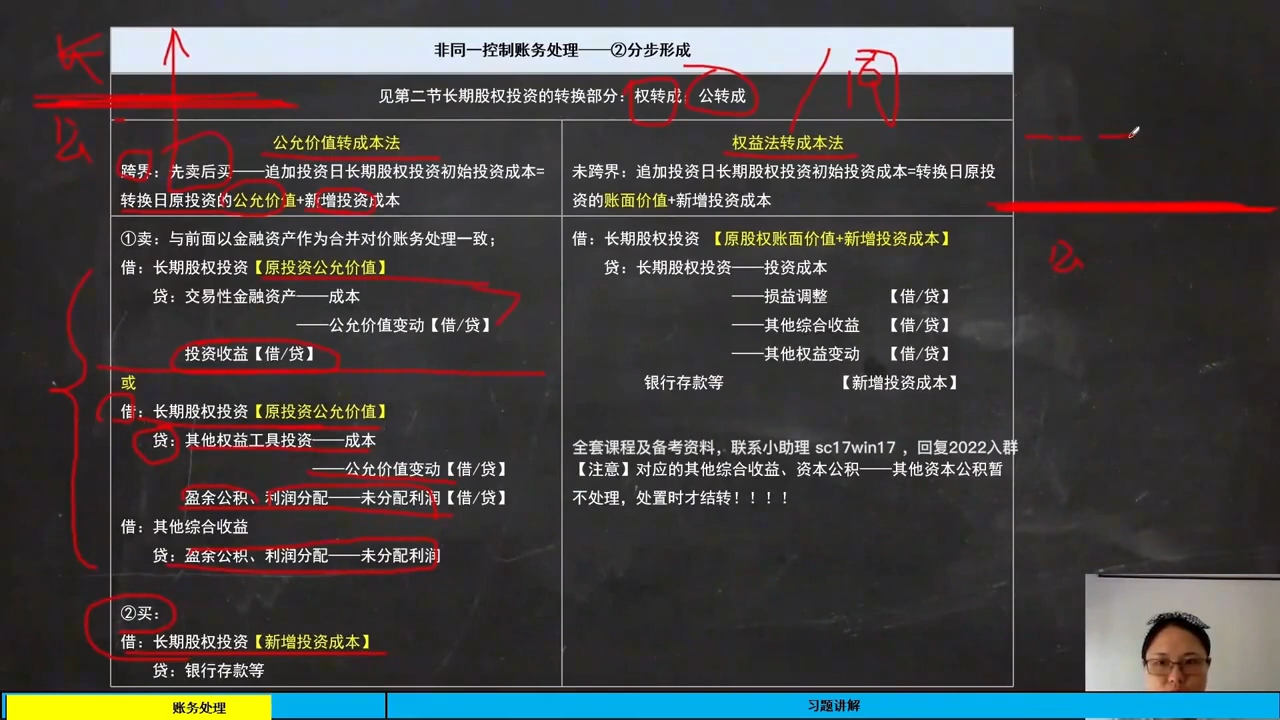 非同一控制账务处理——②分步形成
见第二节长期股权投资的转换部分：权转成；公转成
公允价值转成本法
跨界：先卖后买——追加投资日长期股权投资初始投资成本=
转换日原投资的公允价值+新增投资成本
权益法转成本法
未跨界：追加投资日长期股权投资初始投资成本=转换日原投
资的账面价值+新增投资成本
①卖：与前面以金融资产作为合并对价账务处理一致；
借：长期股权投资【原投资公允价值】
贷：交易性金融资产——成本
——公允价值变动【借/贷】
投资收益【借/贷】
或
借：长期股权投资【原投资公允价值】
贷：其他权益工具投资——成本
——公允价值变动【借/贷】
盈余公积、利润分配——未分配利润【借/贷】
借：其他综合收益
贷：盈余公积、利润分配——未分配利润
②买：
借：长期股权投资【新增投资成本】
贷：银行存款等
借：长期股权投资 【原股权账面价值+新增投资成本】
贷：长期股权投资——投资成本
——损益调整 【借/贷】
——其他综合收益 【借/贷】
——其他权益变动 【借/贷】
银行存款等 【新增投资成本】
全套课程及备考资料，联系小助理 sc17win17 ，回复2022入群
【注意】对应的其他综合收益、资本公积——其他资本公积暂
不处理，处置时才结转！！！！
长
公
同
公
账务处理
习题讲解